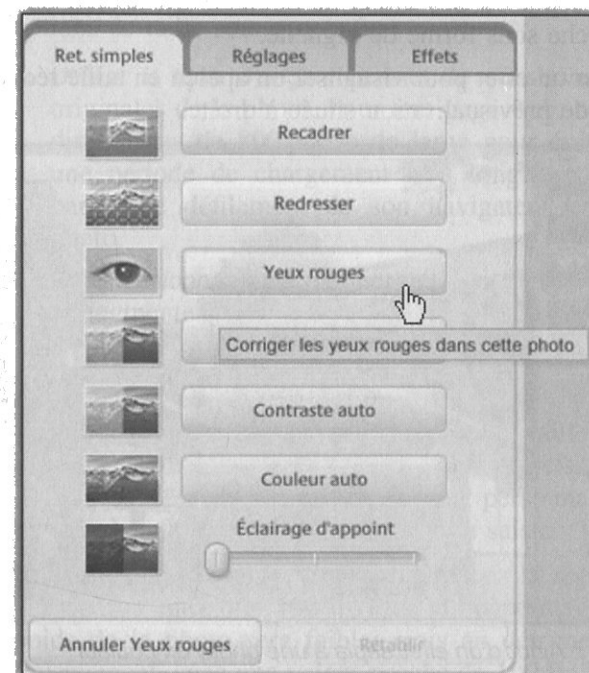 Ret. simples
Réglages
Effets
Recadrer
Redresser
Yeux rouges
Corriger les yeux rouges dans cette photo
Contraste auto
Couleur auto
Éclairage d'appoint
Annuler Yeux rouges
Rétablir